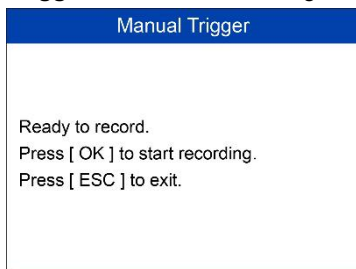 Manual Trigger
Ready to record.
Press [ OK ] to start recording.
Press [ ESC ] to exit.